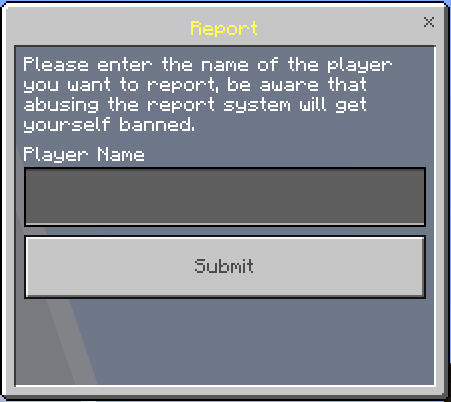 Report
Please enter the name of the player
you want to report, be aware that
abusing the report system will get
yourself banned.
Player Name
Submit